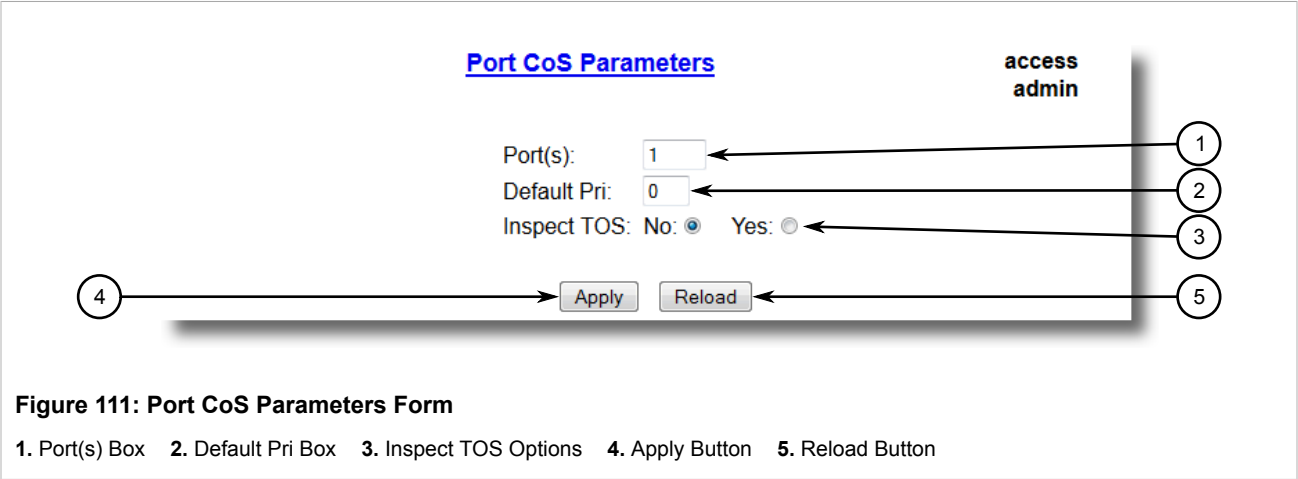 Port CoS Parameters
access
admin
Port(s): 1
1
Default Pri: 0
2
Inspect TOS: No: Yes:
3
4
Apply Reload
5
Figure 111: Port CoS Parameters Form
1. Port(s) Box 2. Default Pri Box 3. Inspect TOS Options 4. Apply Button 5. Reload Button